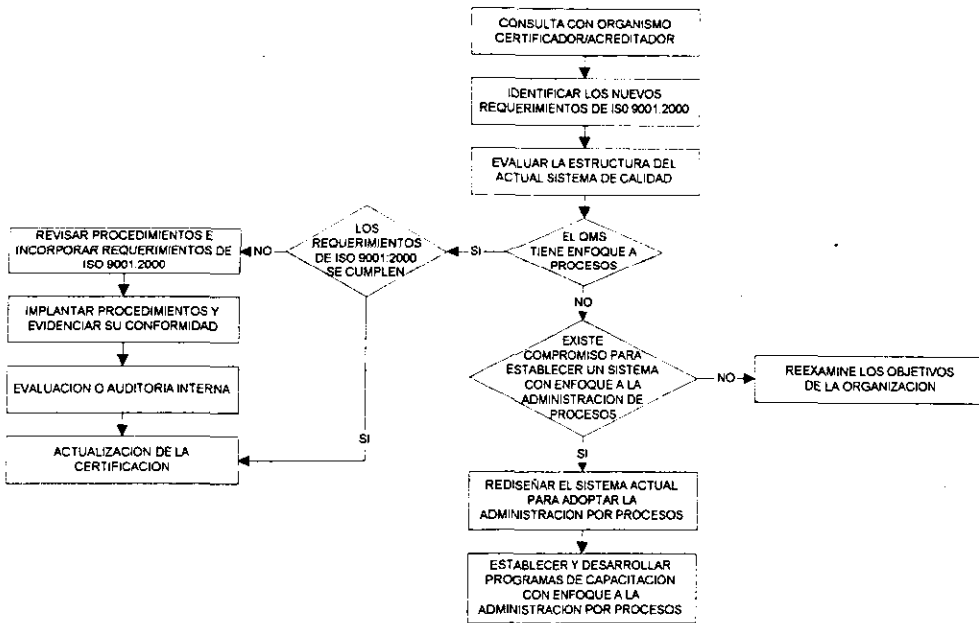 CONSULTA CON ORGANISMO
CERTIFICADOR/ACREDITADOR
IDENTIFICAR LOS NUEVOS
REQUERIMIENTOS DE IS0 9001.2000
EVALUAR LA ESTRUCTURA DEL
ACTUAL SISTEMA DE CALIDAD
EL QMS
TIENE ENFOQUE A
PROCESOS
SI
LOS
REQUERIMIENTOS
DE ISO 9001:2000
SE CUMPLEN
NO
REVISAR PROCEDIMIENTOS E
INCORPORAR REQUERIMIENTOS DE
ISO 9001:2000
IMPLANTAR PROCEDIMIENTOS Y
EVIDENCIAR SU CONFORMIDAD
EVALUACION O AUDITORIA INTERNA
ACTUALIZACION DE LA
CERTIFICACION
SI
NO
EXISTE
COMPROMISO PARA
ESTABLECER UN SISTEMA
CON ENFOQUE A LA
ADMINISTRACION DE
PROCESOS
NO
REEXAMINE LOS OBJETIVOS
DE LA ORGANIZACION
SI
REDISEÑAR EL SISTEMA ACTUAL
PARA ADOPTAR LA
ADMINISTRACION POR PROCESOS
ESTABLECER Y DESARROLLAR
PROGRAMAS DE CAPACITACIÓN
CON ENFOQUE A LA
ADMINISTRACION POR PROCESOS